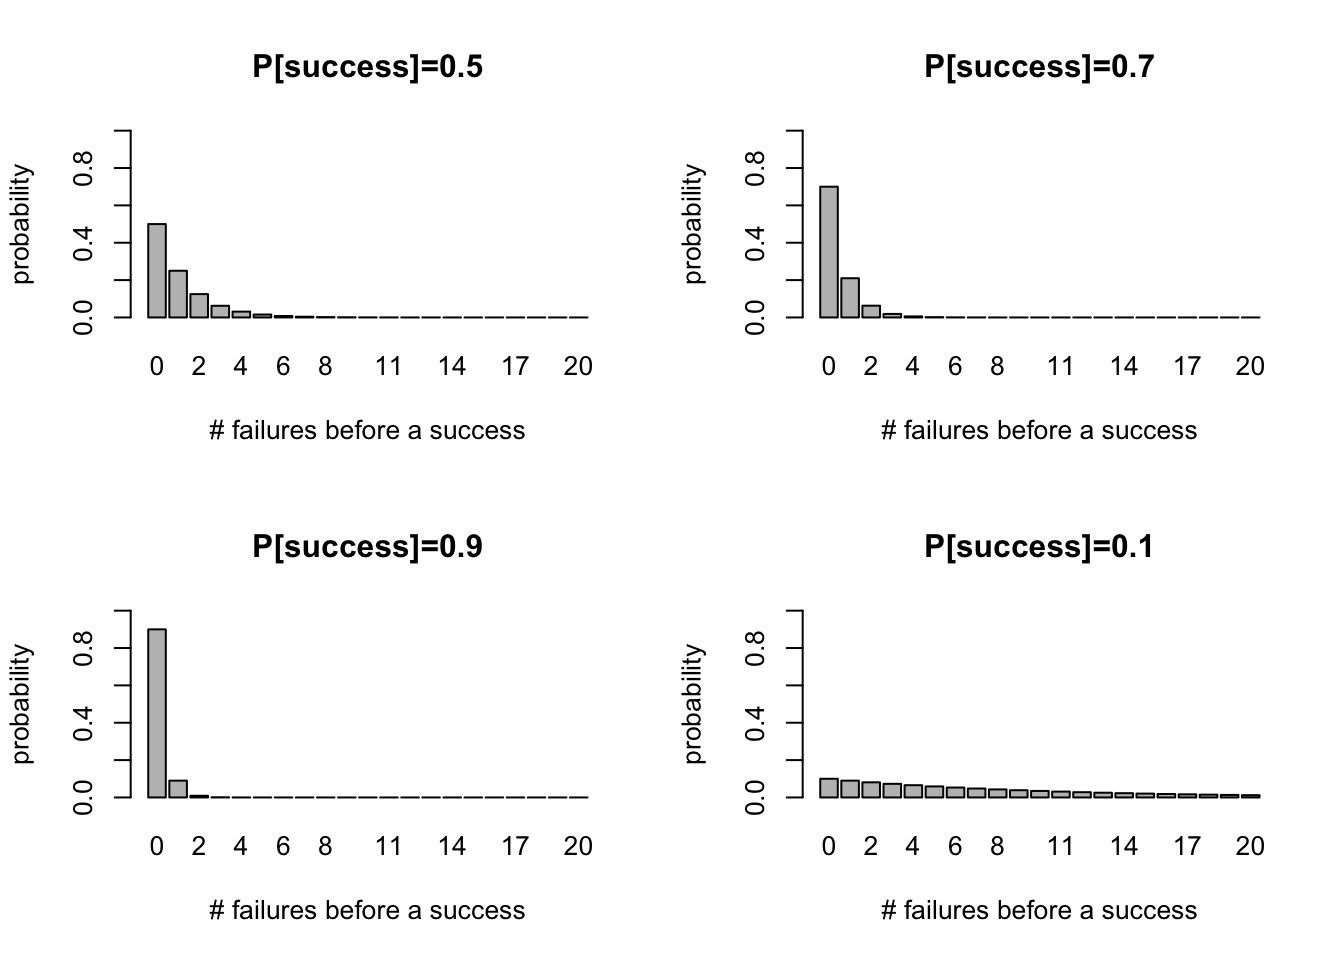 P[success]=0.5
probability
0.0 0.4 0.8
0 2 4 6 8 11 14 17 20
# failures before a success
P[success]=0.7
probability
0.0 0.4 0.8
0 2 4 6 8 11 14 17 20
# failures before a success
P[success]=0.9
probability
0.0 0.4 0.8
0 2 4 6 8 11 14 17 20
# failures before a success
P[success]=0.1
probability
0.0 0.4 0.8
0 2 4 6 8 11 14 17 20
# failures before a success